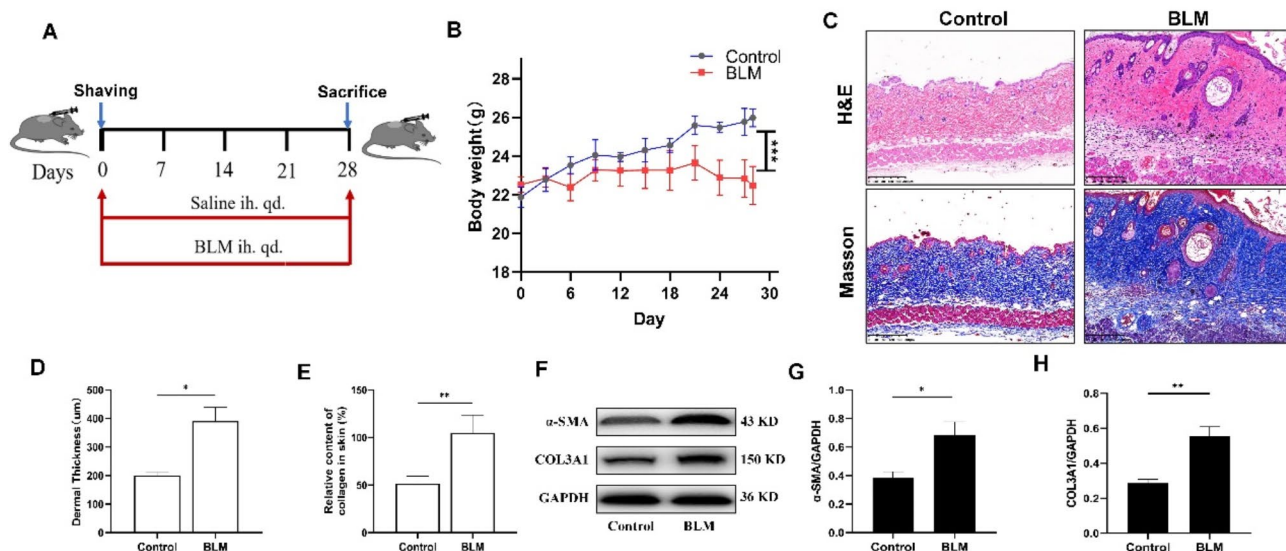 A
Shaving
Sacrifice
Days
0
7
14
21
28
Saline ih. qd.
BLM ih. qd.
B
Body weight(g)
28
26
24
22
20
18
0
6
12
18
24
30
Day
Control
BLM
***
C
Control
BLM
H&E
Masson
D
Dermal Thickness(um)
500
400
300
200
100
0
*
Control
BLM
E
Relative content of
collagen in skin (%)
150
100
50
0
**
Control
BLM
F
α-SMA
43 KD
COL3A1
150 KD
GAPDH
36 KD
Control
BLM
G
α-SMA/GAPDH
1.0
0.8
0.6
0.4
0.2
0.0
*
Control
BLM
H
COL3A1/GAPDH
0.8
0.6
0.4
0.2
0.0
**
Control
BLM